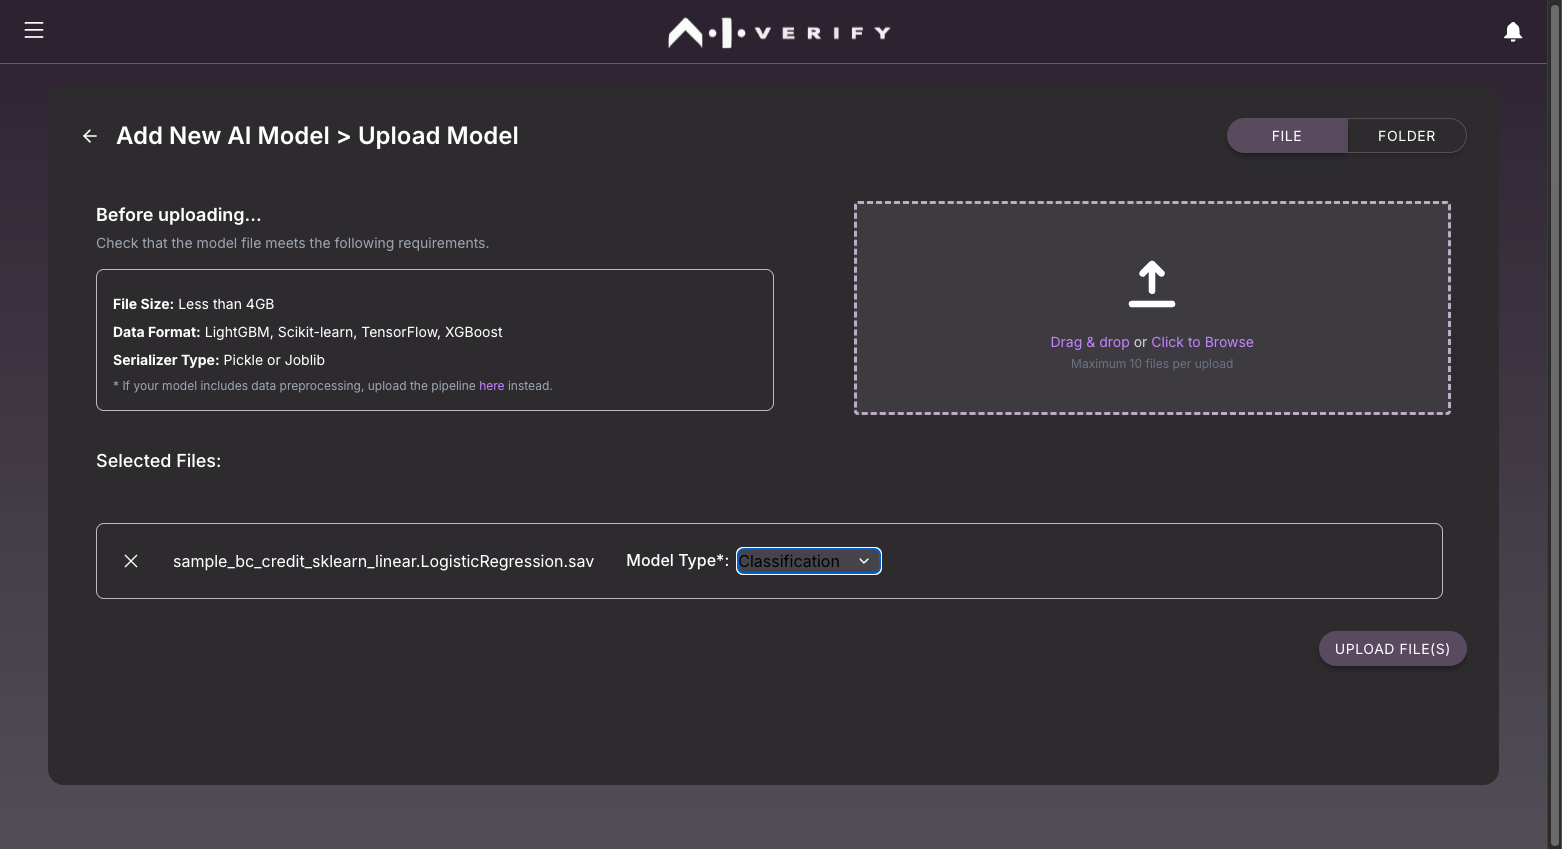 AI VERIFY
Add New AI Model > Upload Model
FILE
FOLDER
Before uploading...
Check that the model file meets the following requirements.
File Size: Less than 4GB
Data Format: LightGBM, Scikit-learn, TensorFlow, XGBoost
Serializer Type: Pickle or Joblib
* If your model includes data preprocessing, upload the pipeline here instead.
Drag & drop or Click to Browse
Maximum 10 files per upload
Selected Files:
sample_bc_credit_sklearn_linear.LogisticRegression.sav Model Type*: Classification
UPLOAD FILE(S)